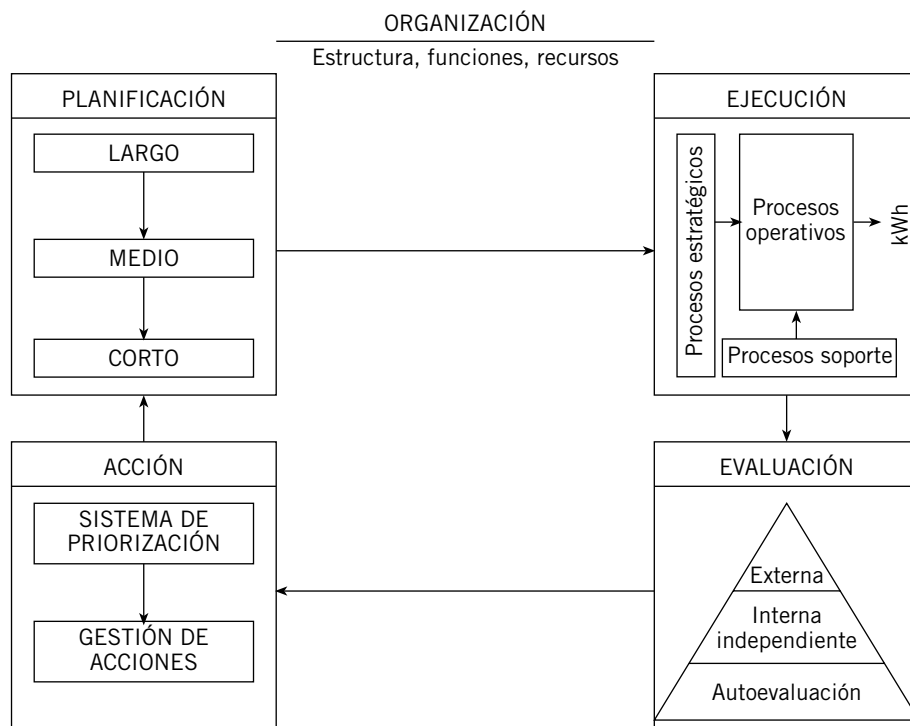 ORGANIZACIÓN
Estructura, funciones, recursos
PLANIFICACIÓN
LARGO
MEDIO
CORTO
EJECUCIÓN
Procesos estratégicos
Procesos
operativos
kWh
Procesos soporte
ACCIÓN
SISTEMA DE
PRIORIZACIÓN
GESTIÓN DE
ACCIONES
EVALUACIÓN
Externa
Interna
independiente
Autoevaluación